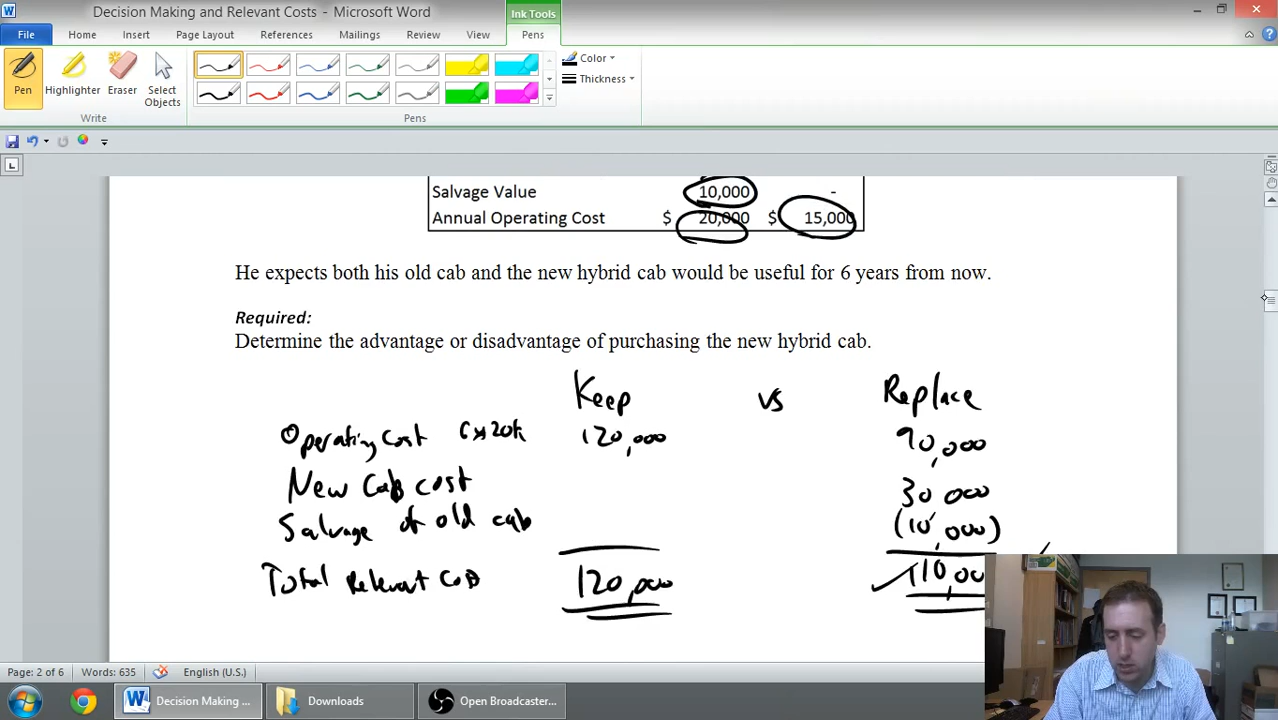 Decision Making and Relevant Costs - Microsoft Word
Ink Tools
File Home Insert Page Layout References Mailings Review View Pens
Pen Highlighter Eraser Select Objects
Color
Thickness
Write Pens
Salvage Value 10,000 -
Annual Operating Cost $ 20,000 $ 15,000
He expects both his old cab and the new hybrid cab would be useful for 6 years from now.
Required:
Determine the advantage or disadvantage of purchasing the new hybrid cab.
Keep vs Replace
Operating Cost 6x20k 120,000 90,000
New Cab cost 30 000
Salvage of old cab (10,000)
Total Relevant Cost 120,000 110,00
Page: 2 of 6 Words: 635 English (U.S.)
Decision Making ... Downloads Open Broadcaster...